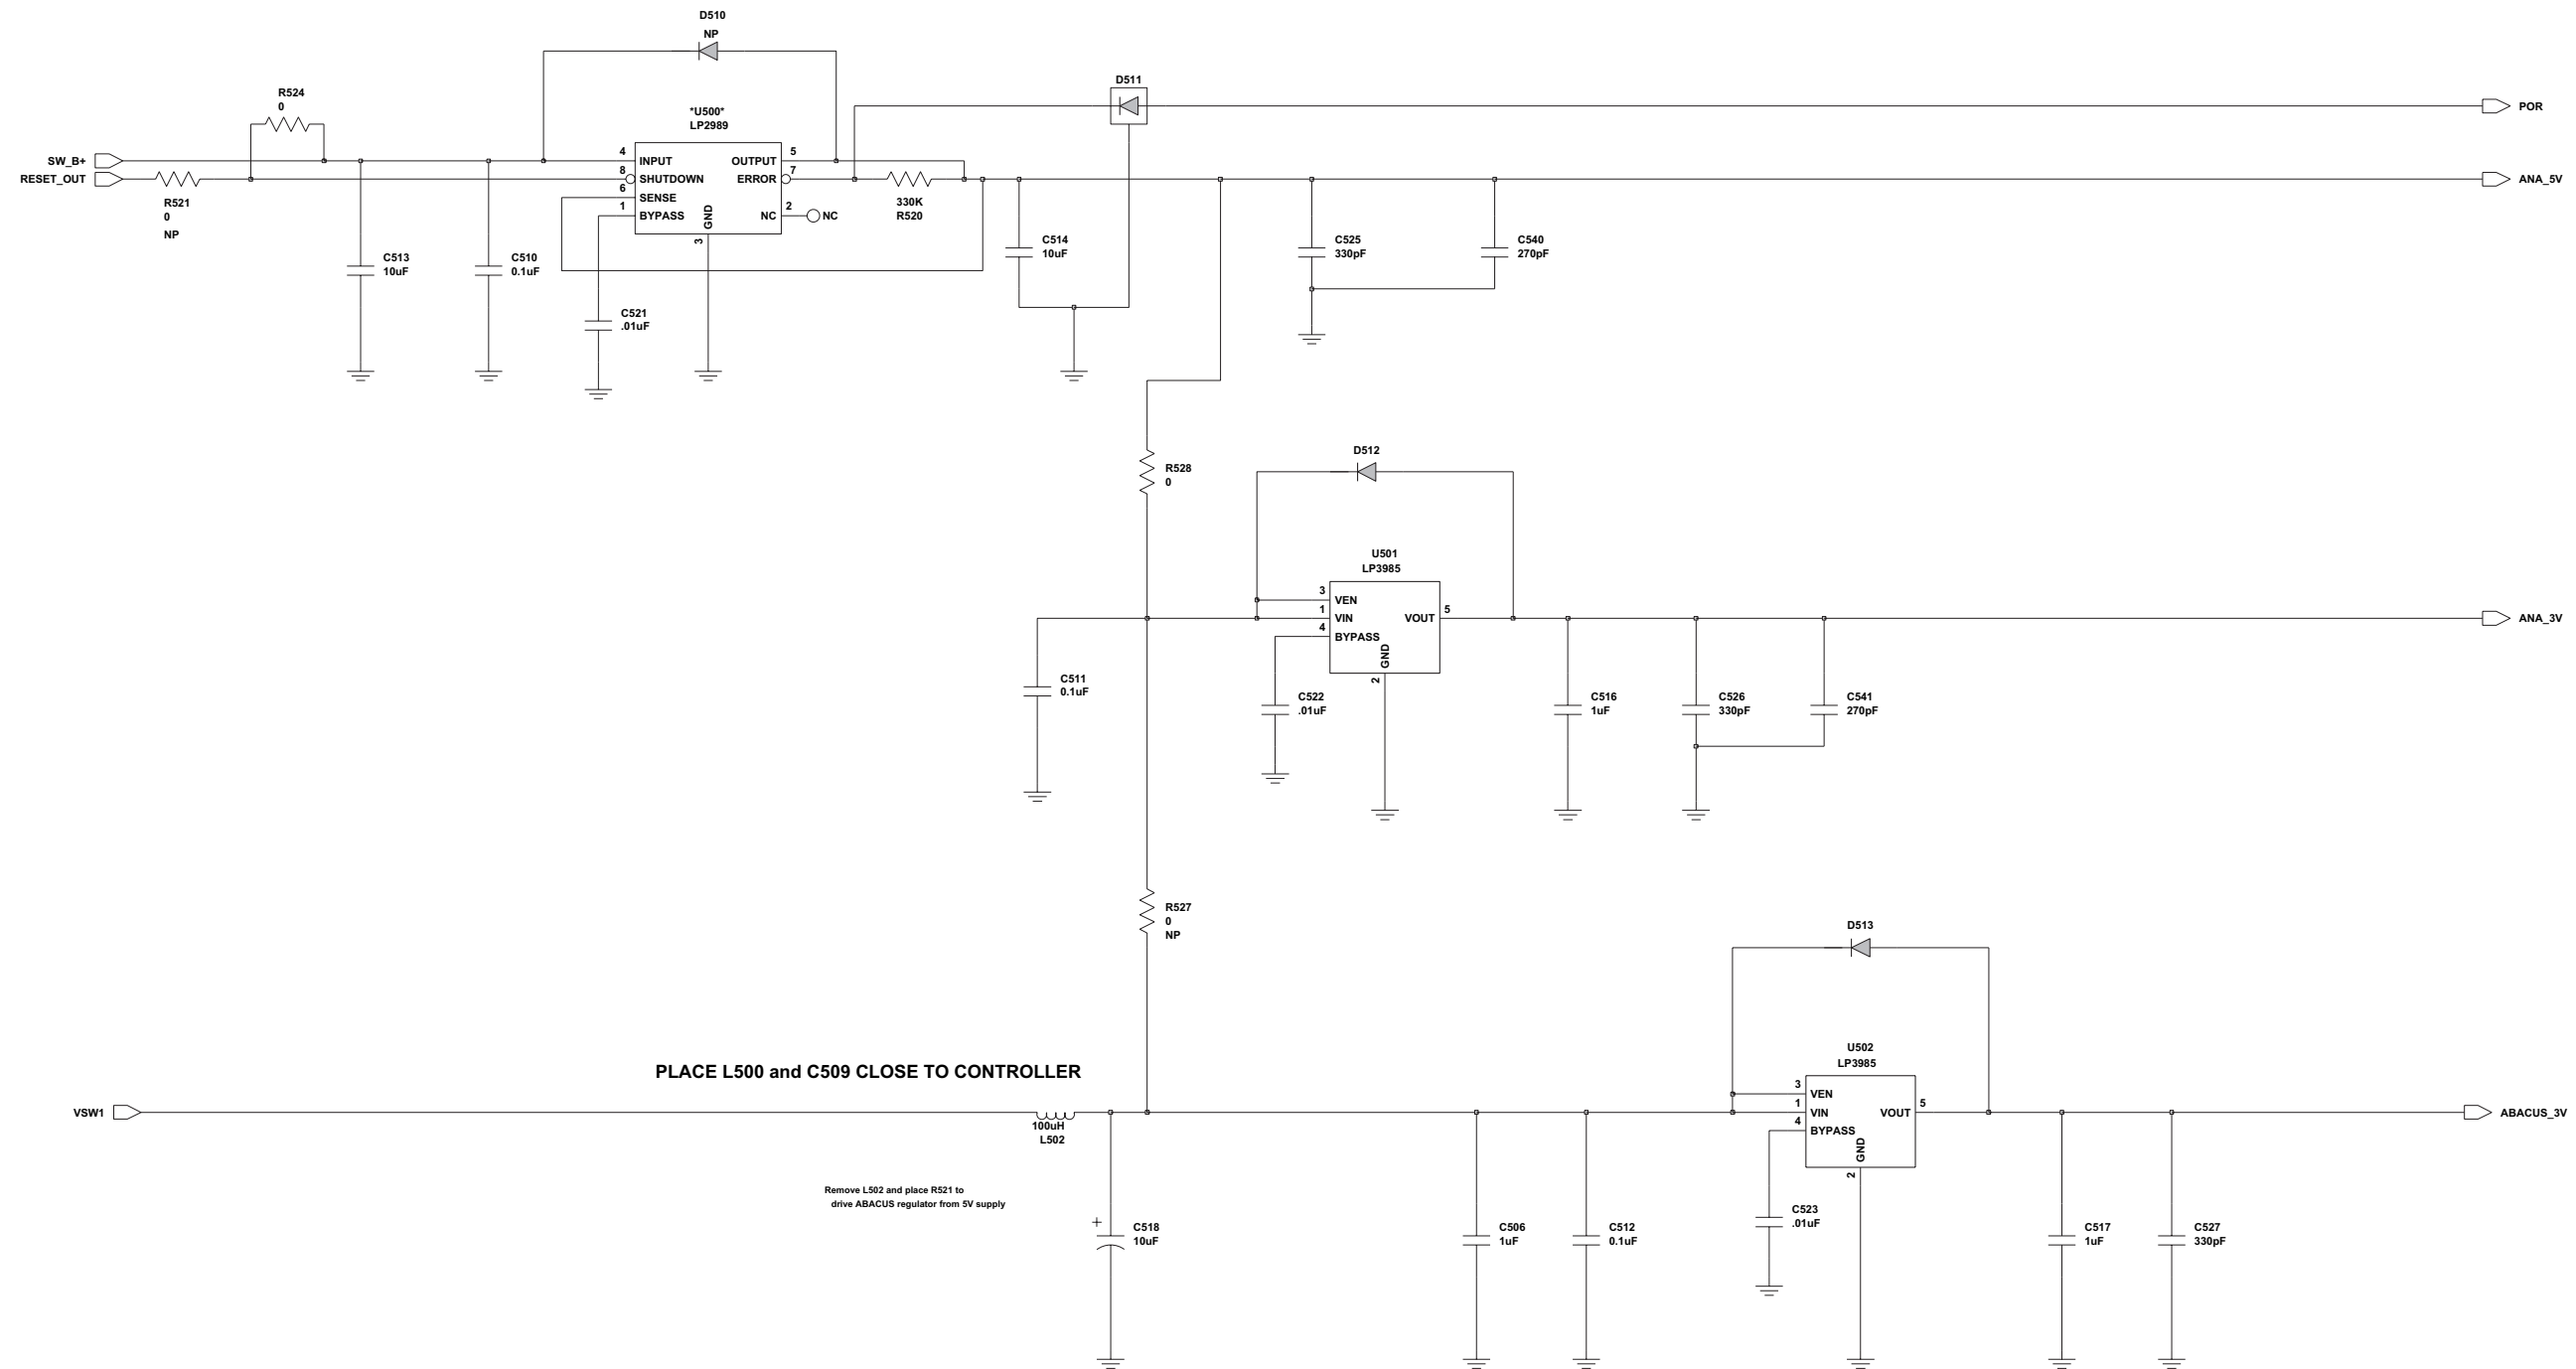 D510
NP
D511
R524
0
*U500*
LP2989
POR
SW_B+
4
INPUT
OUTPUT
5
RESET_OUT
8
SHUTDOWN
ERROR
7
ANA_5V
6
SENSE
R521
0
NP
330K
R520
1
BYPASS
GND
NC
2
NC
3
C514
10uF
C525
330pF
C540
270pF
C513
10uF
C510
0.1uF
C521
.01uF
D512
R528
0
U501
LP3985
3
VEN
1
VIN
VOUT
5
ANA_3V
4
BYPASS
GND
2
C511
0.1uF
C522
.01uF
C516
1uF
C526
330pF
C541
270pF
R527
0
NP
D513
U502
LP3985
PLACE L500 and C509 CLOSE TO CONTROLLER
3
VEN
VSW1
100uH
L502
1
VIN
VOUT
5
ABACUS_3V
4
BYPASS
GND
2
Remove L502 and place R521 to
drive ABACUS regulator from 5V supply
+
C518
10uF
C506
1uF
C512
0.1uF
C523
.01uF
C517
1uF
C527
330pF